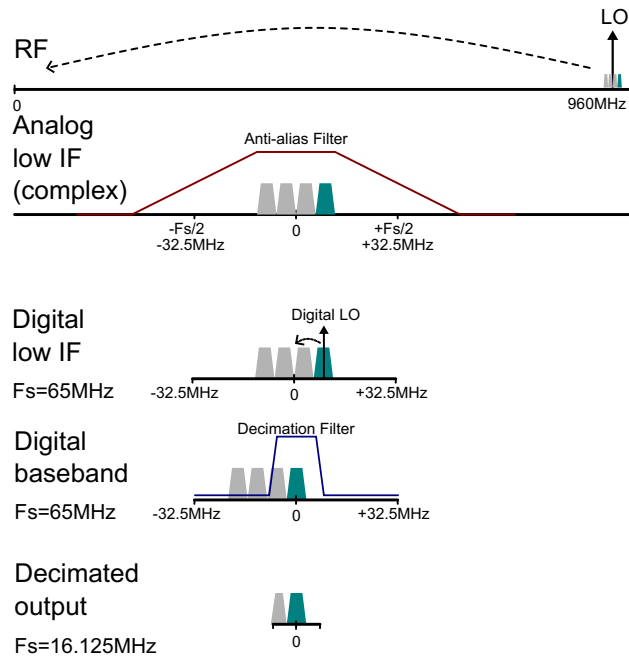 LO
RF
0
960MHz
Analog
low IF
(complex)
Anti-alias Filter
-Fs/2
-32.5MHz
0
+Fs/2
+32.5MHz
Digital
low IF
Fs=65MHz
Digital LO
-32.5MHz
0
+32.5MHz
Digital
baseband
Fs=65MHz
Decimation Filter
-32.5MHz
0
+32.5MHz
Decimated
output
Fs=16.125MHz
0